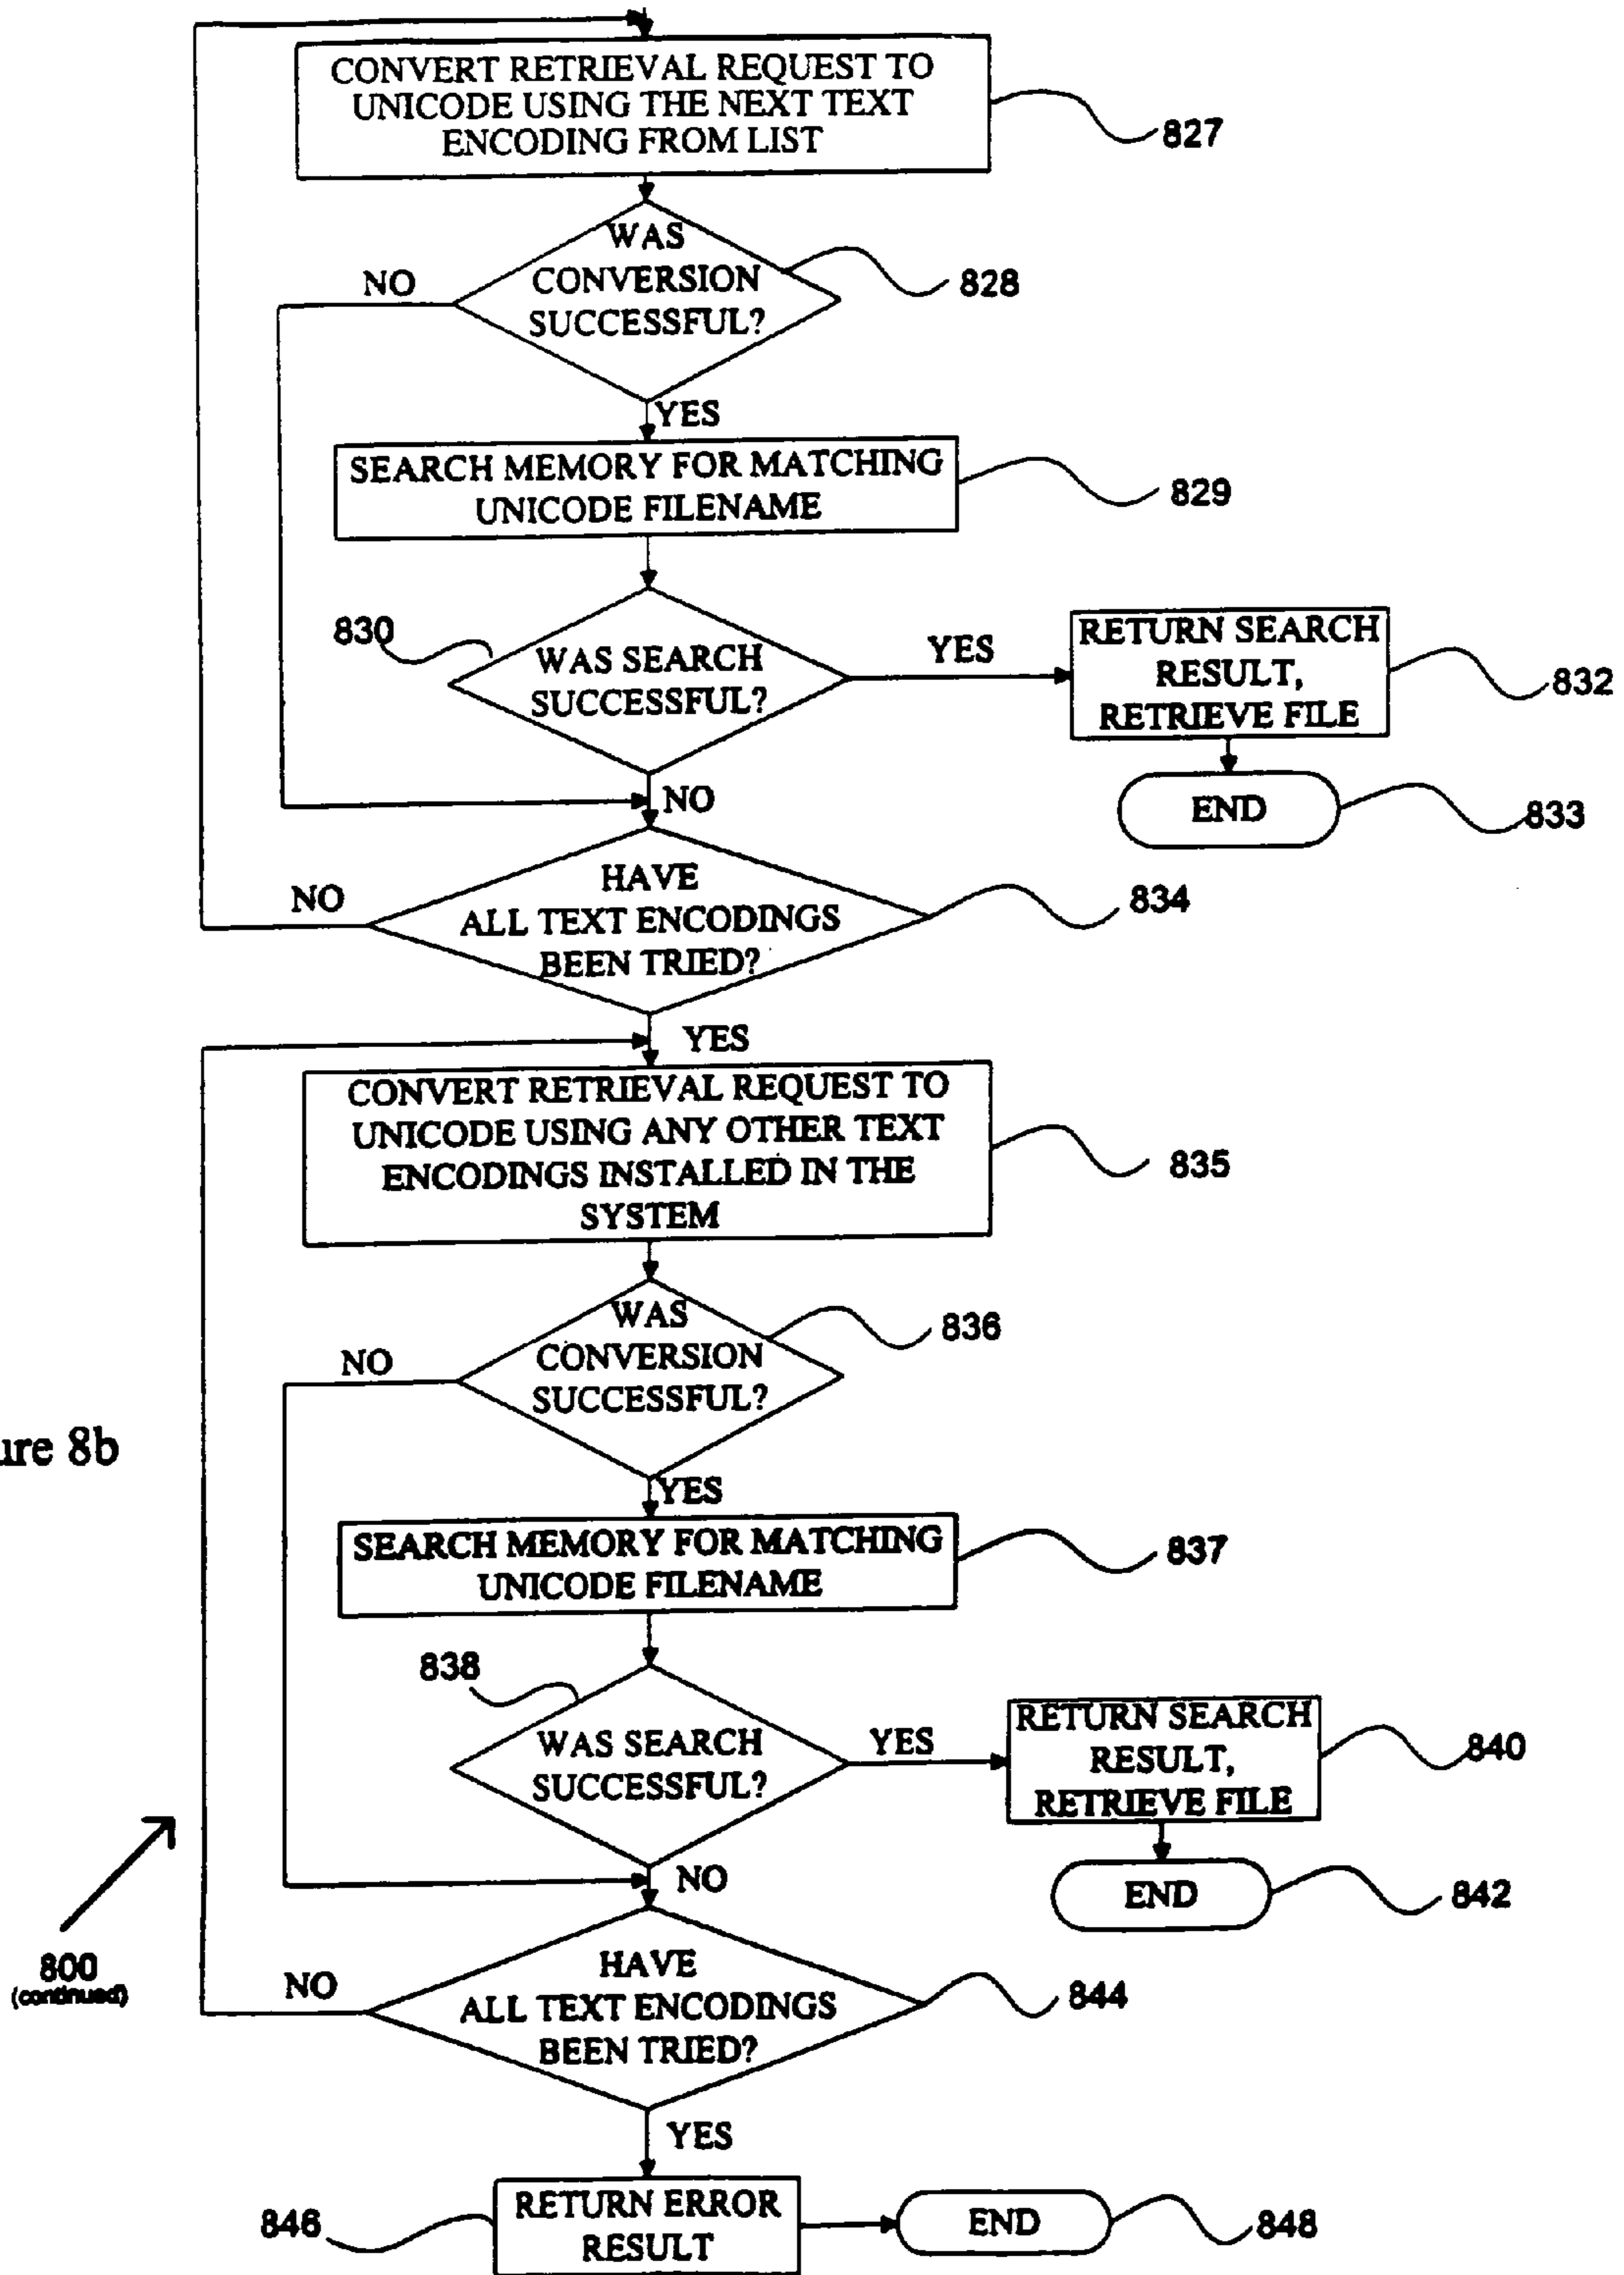 CONVERT RETRIEVAL REQUEST TO
UNICODE USING THE NEXT TEXT
ENCODING FROM LIST
827
WAS
CONVERSION
SUCCESSFUL?
828
NO
YES
SEARCH MEMORY FOR MATCHING
UNICODE FILENAME
829
830
WAS SEARCH
SUCCESSFUL?
YES
RETURN SEARCH
RESULT,
RETRIEVE FILE
832
NO
END
833
HAVE
ALL TEXT ENCODINGS
BEEN TRIED?
834
NO
YES
CONVERT RETRIEVAL REQUEST TO
UNICODE USING ANY OTHER TEXT
ENCODINGS INSTALLED IN THE
SYSTEM
835
WAS
CONVERSION
SUCCESSFUL?
836
NO
ure 8b
YES
SEARCH MEMORY FOR MATCHING
UNICODE FILENAME
837
838
WAS SEARCH
SUCCESSFUL?
YES
RETURN SEARCH
RESULT,
RETRIEVE FILE
840
NO
END
842
800
(continued)
HAVE
ALL TEXT ENCODINGS
BEEN TRIED?
844
NO
YES
846
RETURN ERROR
RESULT
END
848